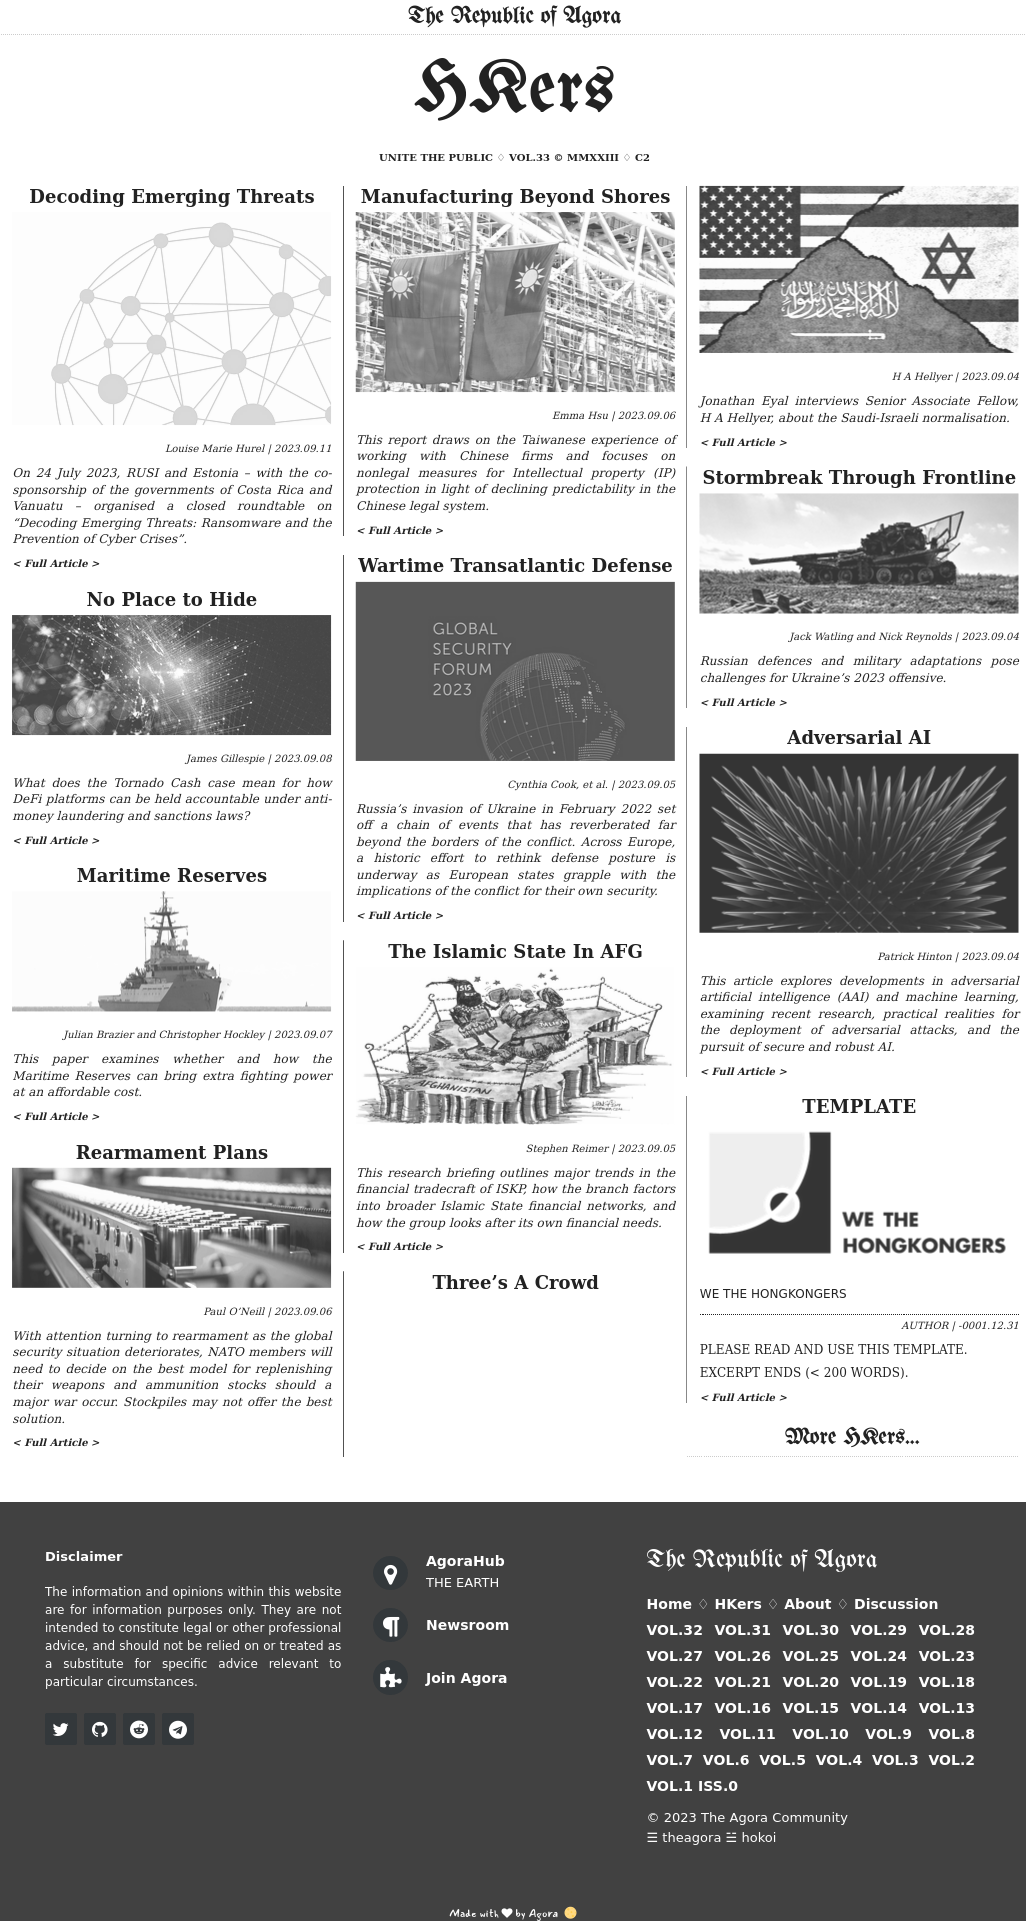 The Republic of Agora
HKers
UNITE THE PUBLIC ♢ VOL.33 © MMXXIII ♢ C2
Decoding Emerging Threats
Louise Marie Hurel | 2023.09.11
On 24 July 2023, RUSI and Estonia – with the co-
sponsorship of the governments of Costa Rica and
Vanuatu – organised a closed roundtable on
“Decoding Emerging Threats: Ransomware and the
Prevention of Cyber Crises”.
< Full Article >
No Place to Hide
James Gillespie | 2023.09.08
What does the Tornado Cash case mean for how
DeFi platforms can be held accountable under anti-
money laundering and sanctions laws?
< Full Article >
Maritime Reserves
Julian Brazier and Christopher Hockley | 2023.09.07
This paper examines whether and how the
Maritime Reserves can bring extra fighting power
at an affordable cost.
< Full Article >
Rearmament Plans
Paul O’Neill | 2023.09.06
With attention turning to rearmament as the global
security situation deteriorates, NATO members will
need to decide on the best model for replenishing
their weapons and ammunition stocks should a
major war occur. Stockpiles may not offer the best
solution.
< Full Article >
Manufacturing Beyond Shores
Emma Hsu | 2023.09.06
This report draws on the Taiwanese experience of
working with Chinese firms and focuses on
nonlegal measures for Intellectual property (IP)
protection in light of declining predictability in the
Chinese legal system.
< Full Article >
Wartime Transatlantic Defense
GLOBAL
SECURITY
FORUM
2023
Cynthia Cook, et al. | 2023.09.05
Russia’s invasion of Ukraine in February 2022 set
off a chain of events that has reverberated far
beyond the borders of the conflict. Across Europe,
a historic effort to rethink defense posture is
underway as European states grapple with the
implications of the conflict for their own security.
< Full Article >
The Islamic State In AFG
ISIS
TALIBAN
AFGHANISTAN
Stephen Reimer | 2023.09.05
This research briefing outlines major trends in the
financial tradecraft of ISKP, how the branch factors
into broader Islamic State financial networks, and
how the group looks after its own financial needs.
< Full Article >
Three’s A Crowd
H A Hellyer | 2023.09.04
Jonathan Eyal interviews Senior Associate Fellow,
H A Hellyer, about the Saudi-Israeli normalisation.
< Full Article >
Stormbreak Through Frontline
Jack Watling and Nick Reynolds | 2023.09.04
Russian defences and military adaptations pose
challenges for Ukraine’s 2023 offensive.
< Full Article >
Adversarial AI
Patrick Hinton | 2023.09.04
This article explores developments in adversarial
artificial intelligence (AAI) and machine learning,
examining recent research, practical realities for
the deployment of adversarial attacks, and the
pursuit of secure and robust AI.
< Full Article >
TEMPLATE
WE THE
HONGKONGERS
WE THE HONGKONGERS
AUTHOR | -0001.12.31
PLEASE READ AND USE THIS TEMPLATE.
EXCERPT ENDS (< 200 WORDS).
< Full Article >
More HKers...
Disclaimer
The information and opinions within this website
are for information purposes only. They are not
intended to constitute legal or other professional
advice, and should not be relied on or treated as
a substitute for specific advice relevant to
particular circumstances.
AgoraHub
THE EARTH
Newsroom
Join Agora
The Republic of Agora
Home ♢ HKers ♢ About ♢ Discussion
VOL.32 VOL.31 VOL.30 VOL.29 VOL.28
VOL.27 VOL.26 VOL.25 VOL.24 VOL.23
VOL.22 VOL.21 VOL.20 VOL.19 VOL.18
VOL.17 VOL.16 VOL.15 VOL.14 VOL.13
VOL.12 VOL.11 VOL.10 VOL.9 VOL.8
VOL.7 VOL.6 VOL.5 VOL.4 VOL.3 VOL.2
VOL.1 ISS.0
© 2023 The Agora Community
☰ theagora ☱ hokoi
Made with ♥ by Agora